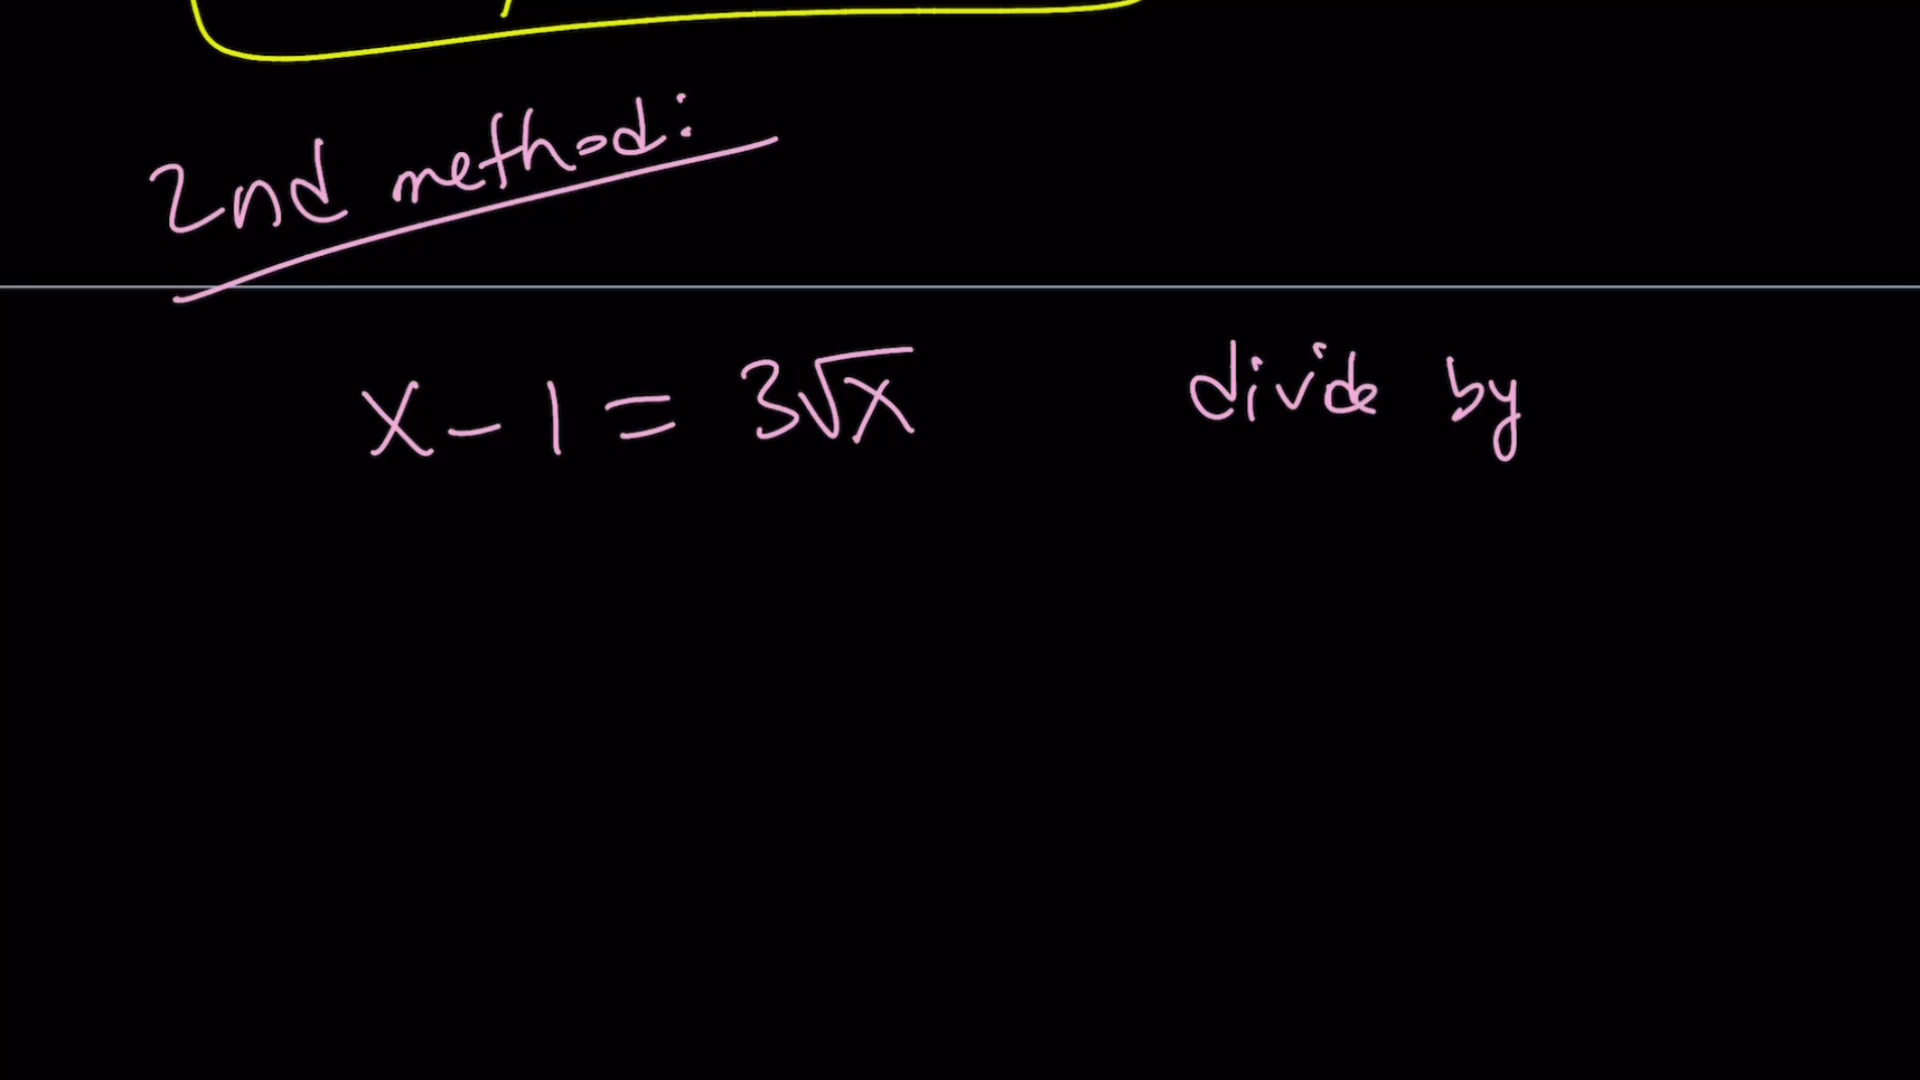 2nd method:
x - 1 = 3√x divide by